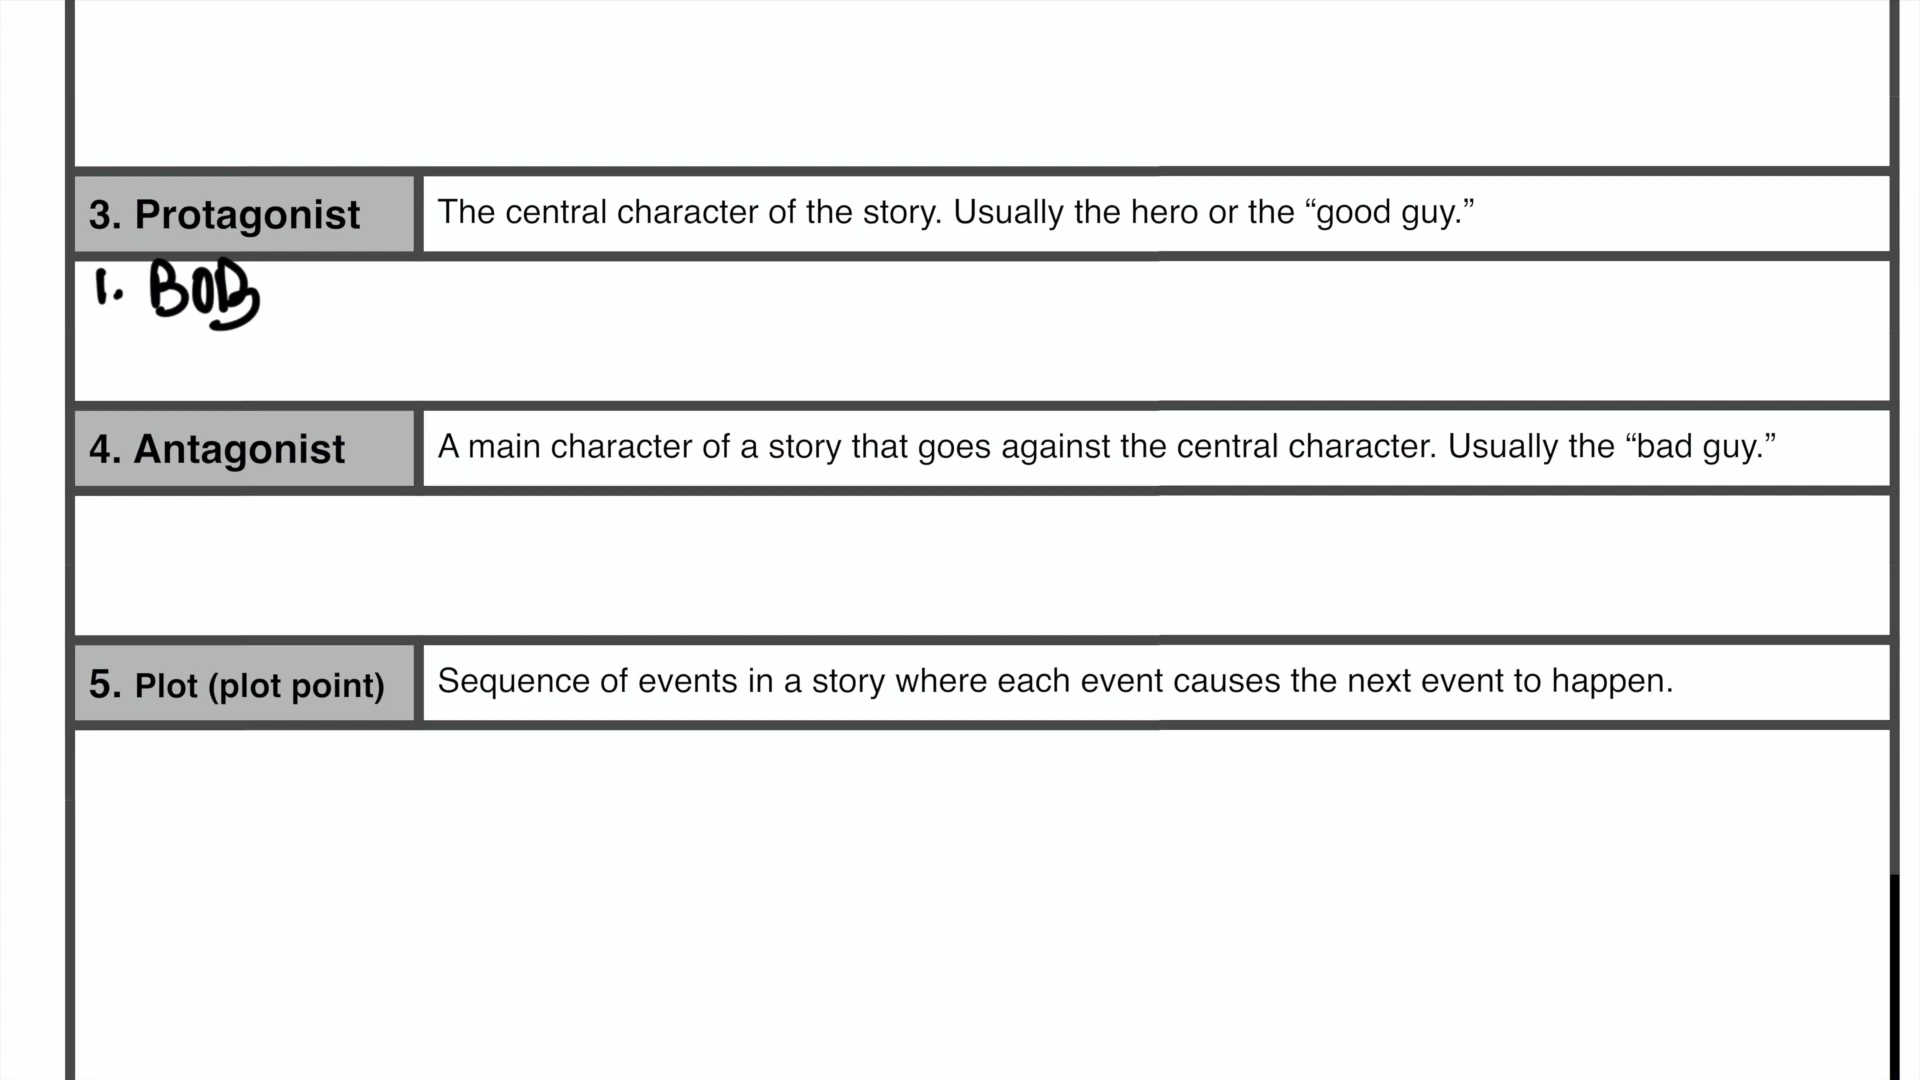 3. Protagonist
The central character of the story. Usually the hero or the “good guy.”
1. BOB
4. Antagonist
A main character of a story that goes against the central character. Usually the “bad guy.”
5. Plot (plot point)
Sequence of events in a story where each event causes the next event to happen.